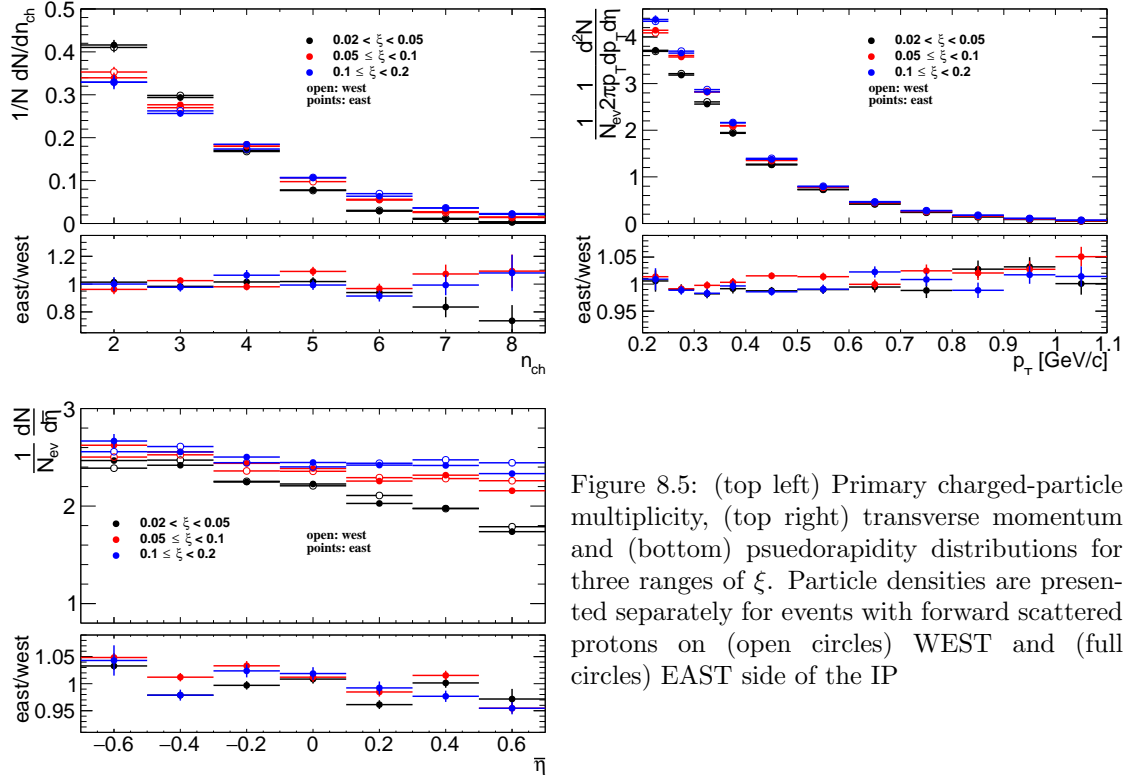 1/N dN/dn_ch
0.4
0.3
0.2
0.1
0
0.02 < ξ < 0.05
0.05 ≤ ξ < 0.1
0.1 ≤ ξ < 0.2
open: west
points: east
east/west
1.2
1.0
0.8
2 3 4 5 6 7 8
n_ch
1/N_ev 2πp_T d²N/dp_T dη
4
3
2
1
0
0.02 < ξ < 0.05
0.05 ≤ ξ < 0.1
0.1 ≤ ξ < 0.2
open: west
points: east
east/west
1.05
1
0.95
0.2 0.3 0.4 0.5 0.6 0.7 0.8 0.9 1.0 1.1
p_T [GeV/c]
1/N_ev dN/dη̅
3
2
1
0.02 < ξ < 0.05
0.05 ≤ ξ < 0.1
0.1 ≤ ξ < 0.2
open: west
points: east
east/west
1.05
1
0.95
−0.6 −0.4 −0.2 0 0.2 0.4 0.6
η̅
Figure 8.5: (top left) Primary charged-particle
multiplicity, (top right) transverse momentum
and (bottom) psuedorapidity distributions for
three ranges of ξ. Particle densities are presen-
ted separately for events with forward scattered
protons on (open circles) WEST and (full
circles) EAST side of the IP